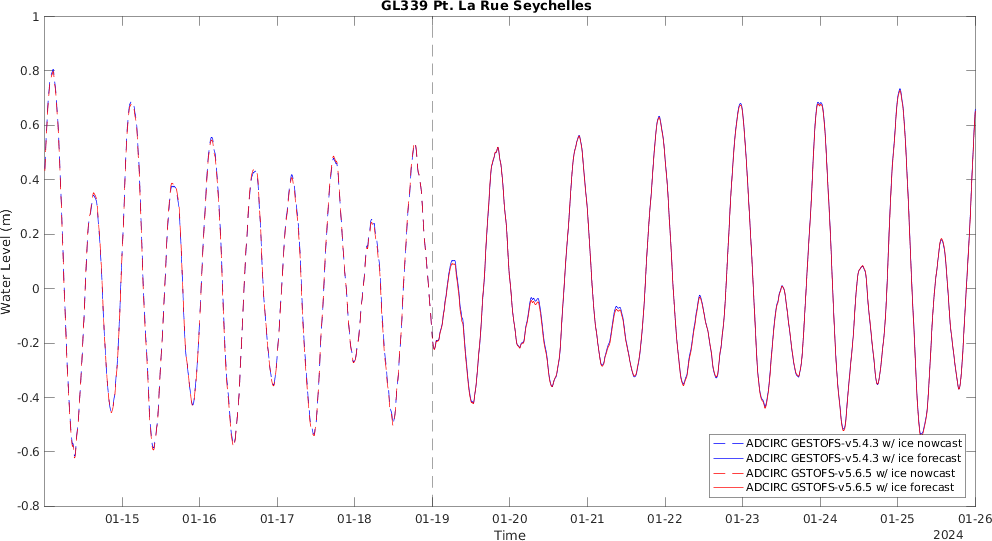 GL339 Pt. La Rue Seychelles
Water Level (m)
1
0.8
0.6
0.4
0.2
0
-0.2
-0.4
-0.6
-0.8
01-15 01-16 01-17 01-18 01-19 01-20 01-21 01-22 01-23 01-24 01-25 01-26
Time
2024
ADCIRC GESTOFS-v5.4.3 w/ ice nowcast
ADCIRC GESTOFS-v5.4.3 w/ ice forecast
ADCIRC GSTOFS-v5.6.5 w/ ice nowcast
ADCIRC GSTOFS-v5.6.5 w/ ice forecast